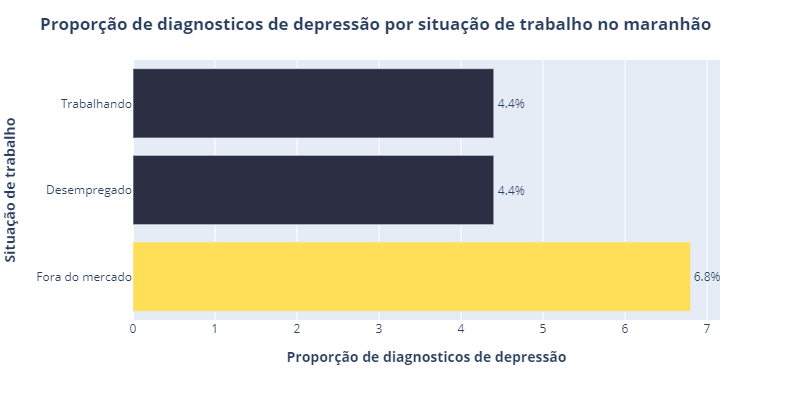 Proporção de diagnosticos de depressão por situação de trabalho no maranhão
Situação de trabalho
Trabalhando
4.4%
Desempregado
4.4%
Fora do mercado
6.8%
0 1 2 3 4 5 6 7
Proporção de diagnosticos de depressão